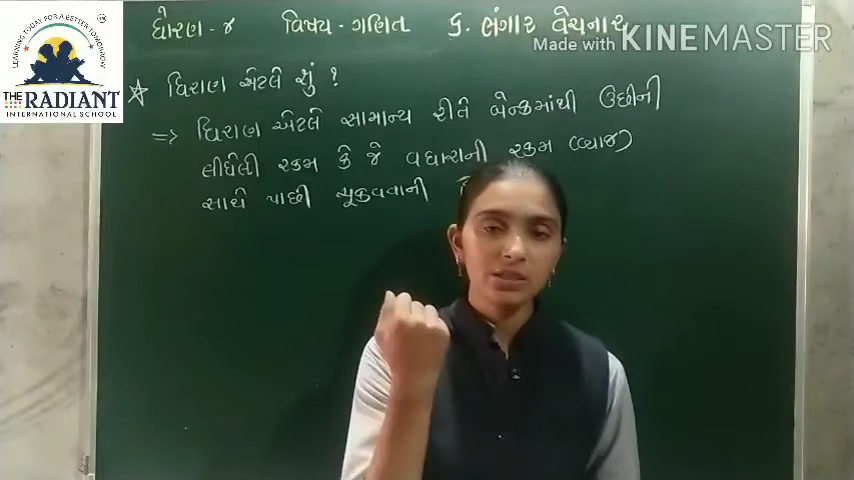 LEARNING TODAY FOR A BETTER TOMORROW
THE RADIANT
INTERNATIONAL SCHOOL
Made with KINEMASTER
ધોરણ - ૪ વિષય - ગણિત ક. ભંગાર વેચનાર
☆ ધિરાણ એટલે શું ?
=> ધિરાણ એટલે સામાન્ય રીતે બેન્કમાંથી ઉછીની
લીધેલી રકમ કે જે વધારાની રકમ (વ્યાજ)
સાથે પાછી ચૂકવવાની